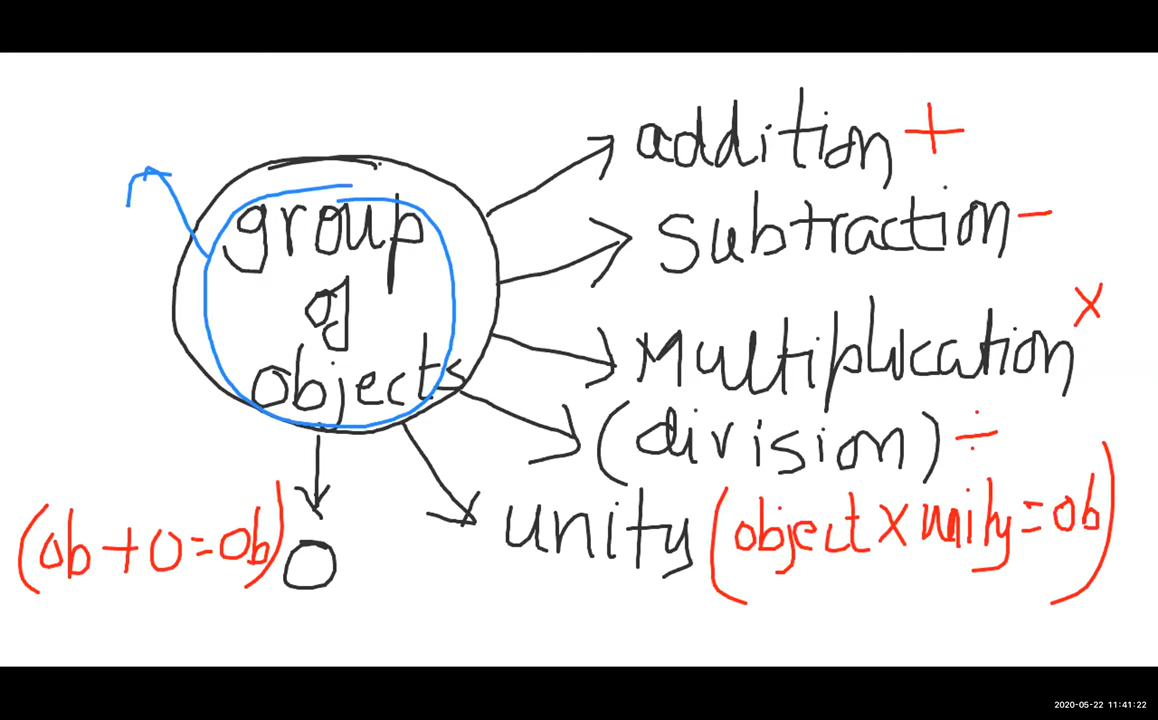 addition +
group
subtraction -
of
objects
Multiplication ×
(division) ÷
unity (object × unity = ob)
(ob + 0 = ob) 0
2020-05-22 11:41:22